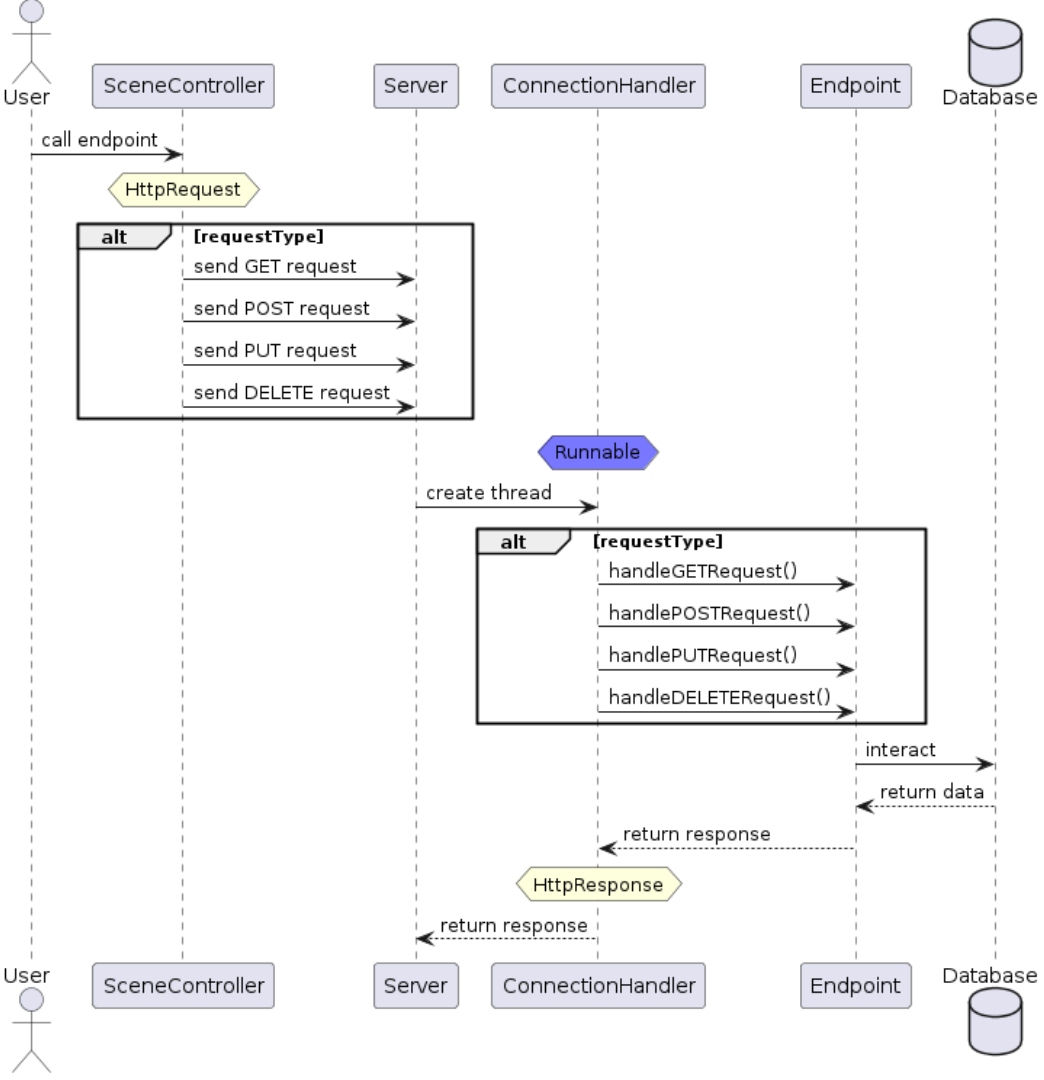 User
SceneController
Server
ConnectionHandler
Endpoint
Database
call endpoint
HttpRequest
alt
[requestType]
send GET request
send POST request
send PUT request
send DELETE request
Runnable
create thread
alt
[requestType]
handleGETRequest()
handlePOSTRequest()
handlePUTRequest()
handleDELETERequest()
interact
return data
return response
HttpResponse
return response
User
SceneController
Server
ConnectionHandler
Endpoint
Database